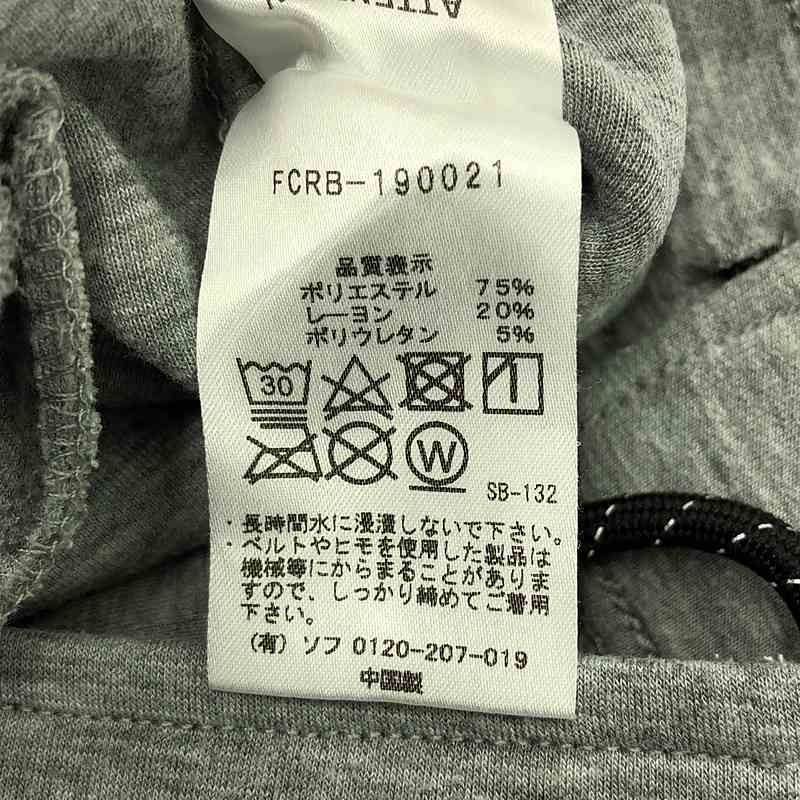 ATTEN
FCRB-190021
品質表示
ポリエステル 75%
レーヨン 20%
ポリウレタン 5%
30
W
SB-132
・長時間水に浸漬しないで下さい。
・ベルトやヒモを使用した製品は
機械等にからまることがありま
すので、しっかり締めてご着用
下さい。
(有)ソフ 0120-207-019
中国製